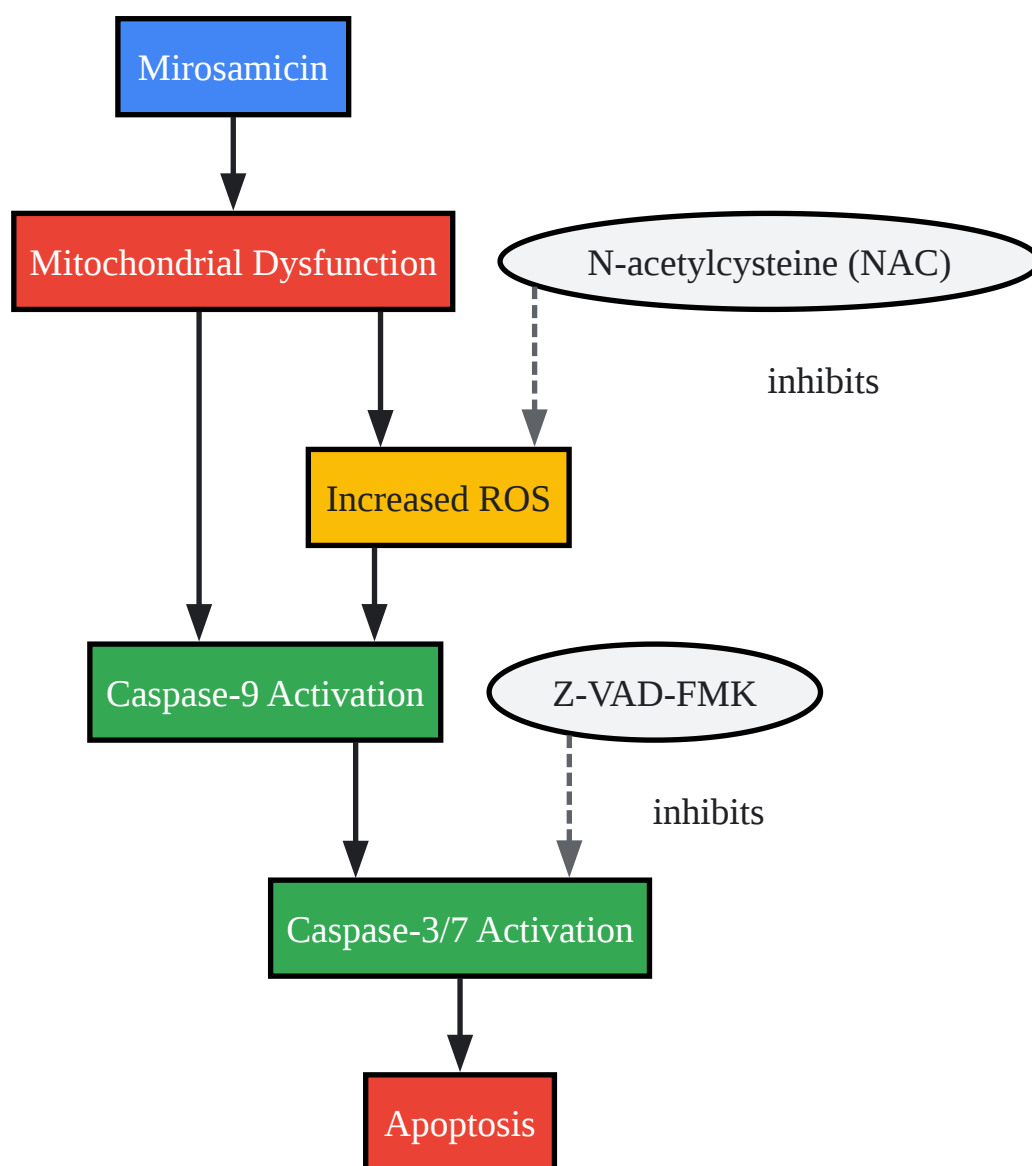 Mirosamicin
Mitochondrial Dysfunction
N-acetylcysteine (NAC)
inhibits
Increased ROS
Caspase-9 Activation
Z-VAD-FMK
inhibits
Caspase-3/7 Activation
Apoptosis